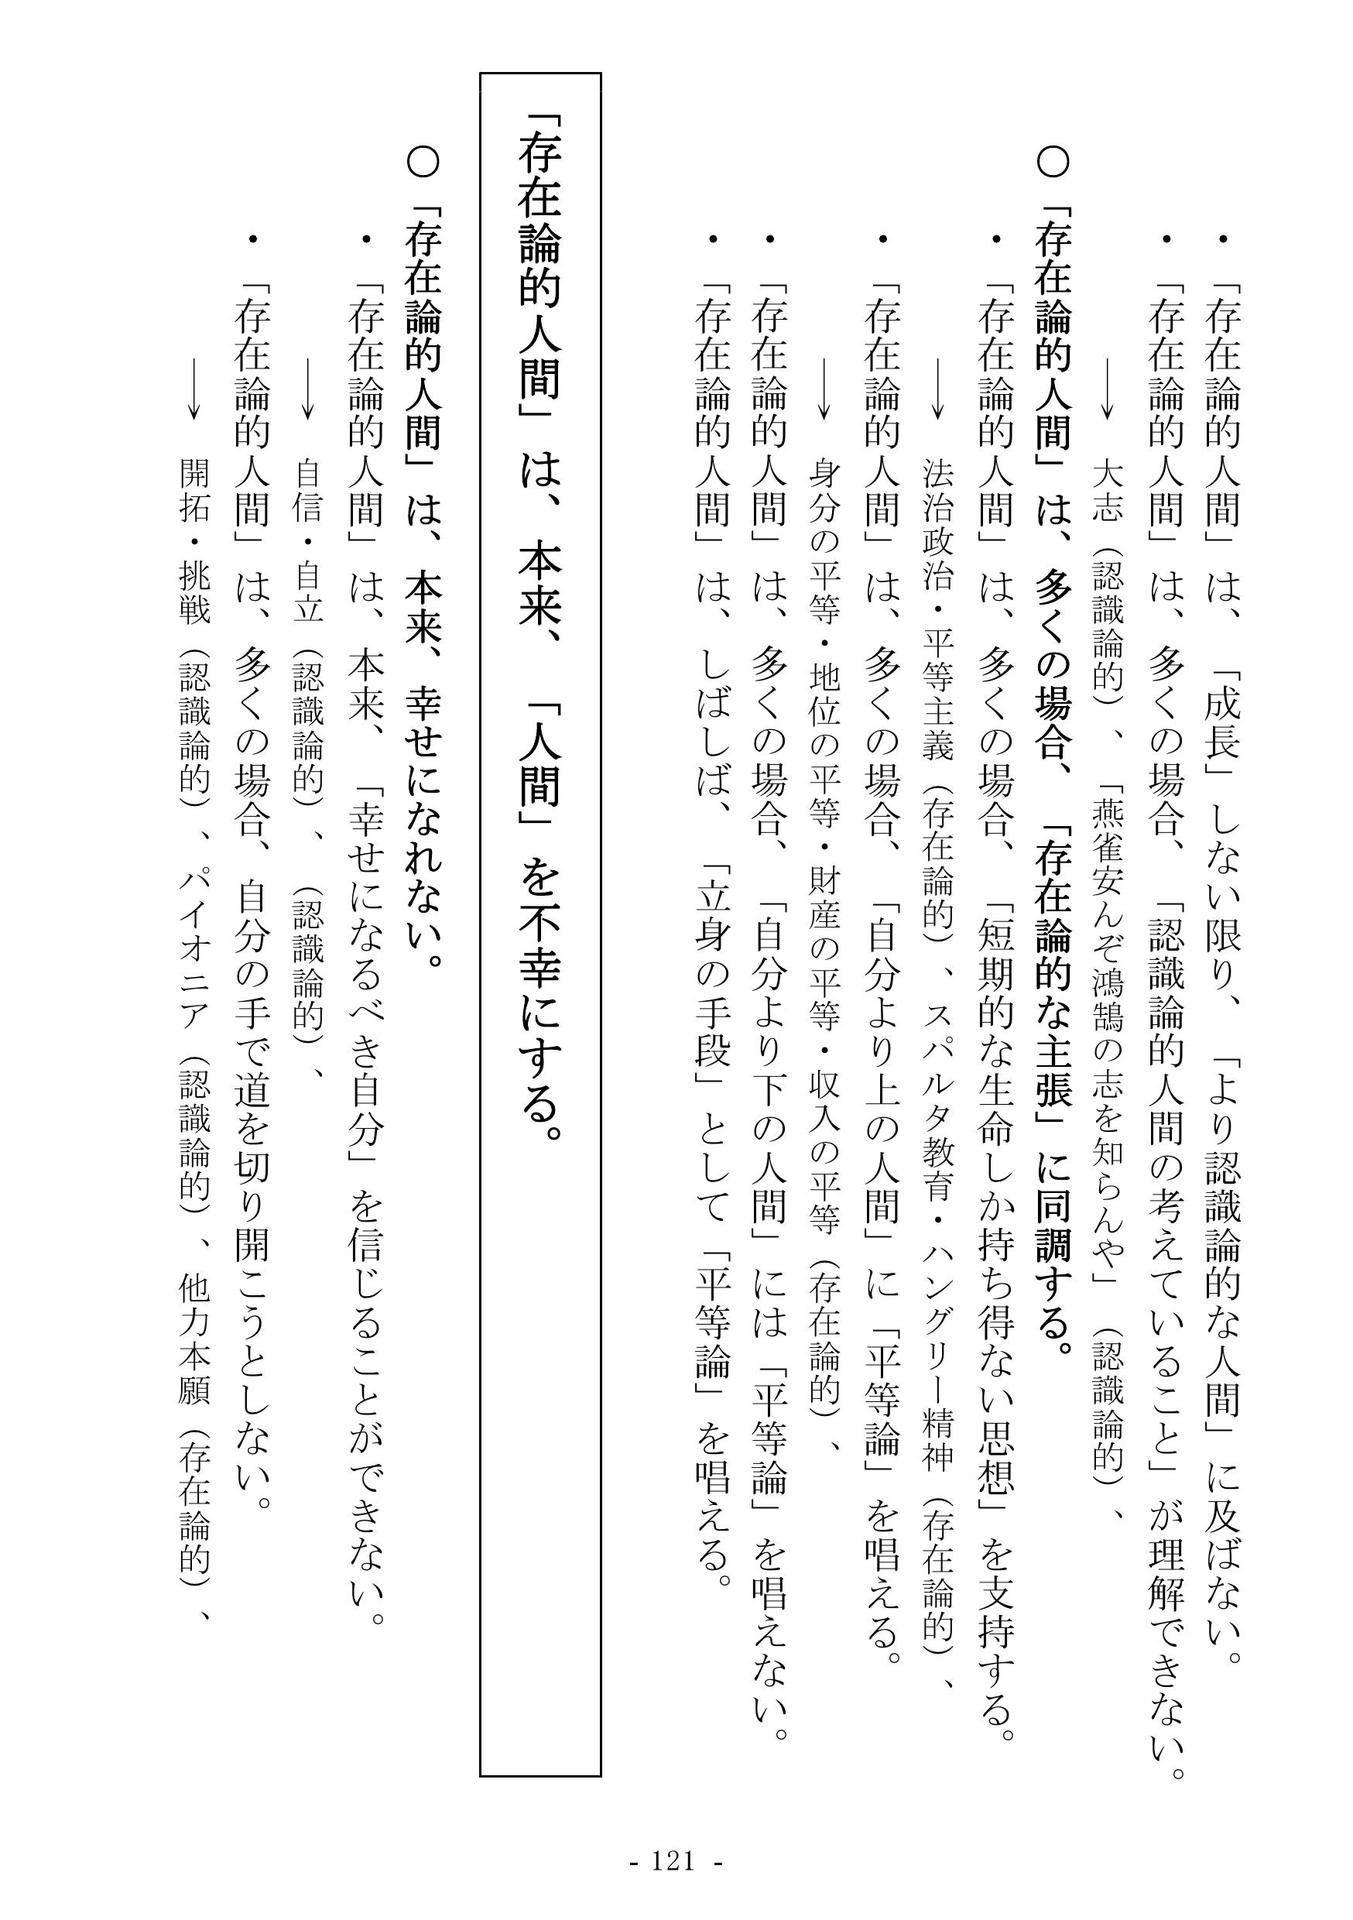 ・「存在論的人間」は、「成長」しない限り、「より認識論的な人間」に及ばない。
・「存在論的人間」は、多くの場合、「認識論的人間の考えていること」が理解できない。
→ 大志（認識論的）、「燕雀安んぞ鴻鵠の志を知らんや」（認識論的）、
○「存在論的人間」は、多くの場合、「存在論的な主張」に同調する。
・「存在論的人間」は、多くの場合、「短期的な生命しか持ち得ない思想」を支持する。
→ 法治政治・平等主義（存在論的）、スパルタ教育・ハングリー精神（存在論的）、
・「存在論的人間」は、多くの場合、「自分より上の人間」に「平等論」を唱える。
→ 身分の平等・地位の平等・財産の平等・収入の平等（存在論的）、
・「存在論的人間」は、多くの場合、「自分より下の人間」には「平等論」を唱えない。
・「存在論的人間」は、しばしば、「立身の手段」として「平等論」を唱える。
「存在論的人間」は、本来、「人間」を不幸にする。
○「存在論的人間」は、本来、幸せになれない。
・「存在論的人間」は、本来、「幸せになるべき自分」を信じることができない。
→ 自信・自立（認識論的）、（認識論的）、
・「存在論的人間」は、多くの場合、自分の手で道を切り開こうとしない。
→ 開拓・挑戦（認識論的）、パイオニア（認識論的）、他力本願（存在論的）、
- 121 -